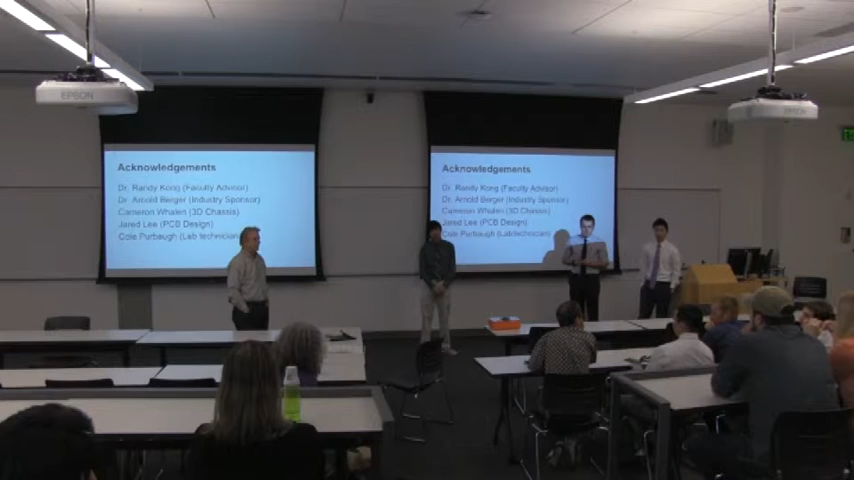 EPSON
EPSON
Acknowledgements
Dr. Randy Kong (Faculty Advisor)
Dr. Arnold Berger (Industry Sponsor)
Cameron Whalen (3D Chassis)
Jared Lee (PCB Design)
Cole Purbaugh (Lab technician)
Acknowledgements
Dr. Randy Kong (Faculty Advisor)
Dr. Arnold Berger (Industry Sponsor)
Cameron Whalen (3D Chassis)
Jared Lee (PCB Design)
Cole Purbaugh (Lab technician)